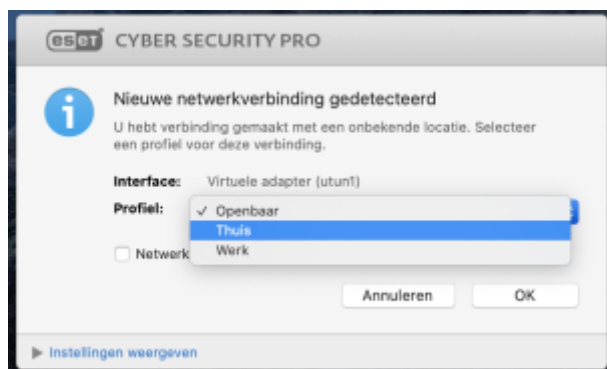 eset CYBER SECURITY PRO
Nieuwe netwerkverbinding gedetecteerd
U hebt verbinding gemaakt met een onbekende locatie. Selecteer
een profiel voor deze verbinding.
Interface: Virtuele adapter (utun1)
Profiel: ✓ Openbaar
Thuis
Werk
Netwerk
Annuleren OK
Instellingen weergeven